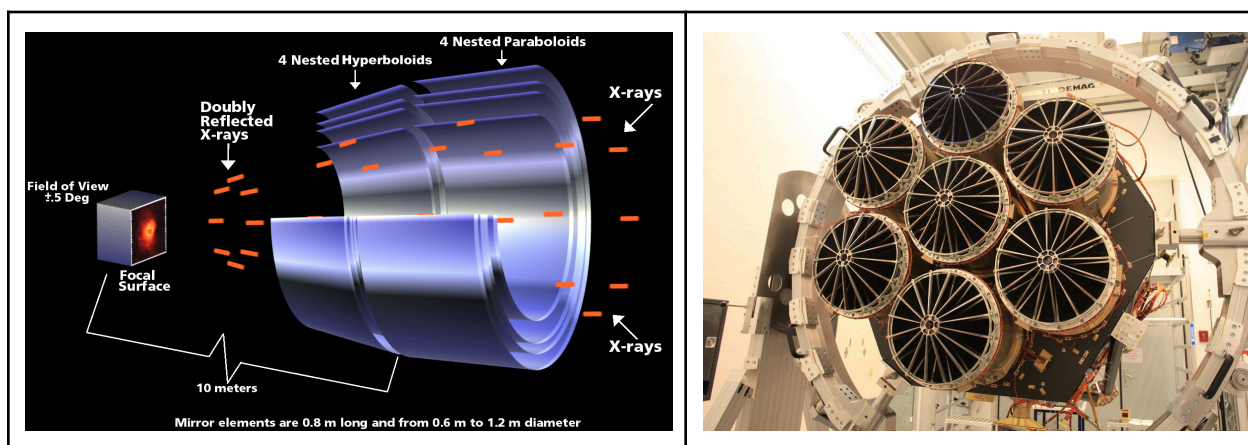 4 Nested Paraboloids
4 Nested Hyperboloids
X-rays
Doubly
Reflected
X-rays
Field of View
±.5 Deg
Focal
Surface
X-rays
10 meters
Mirror elements are 0.8 m long and from 0.6 m to 1.2 m diameter
DEMAG